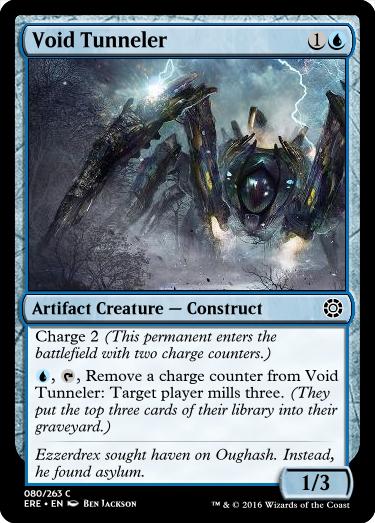 Void Tunneler 1
Artifact Creature — Construct
Charge 2 (This permanent enters the
battlefield with two charge counters.)
, , Remove a charge counter from Void
Tunneler: Target player mills three. (They
put the top three cards of their library into their
graveyard.)
Ezzerdrex sought haven on Oughash. Instead,
he found asylum.
1/3
080/263 C
ERE • EN Ben Jackson
™ & © 2016 Wizards of the Coast